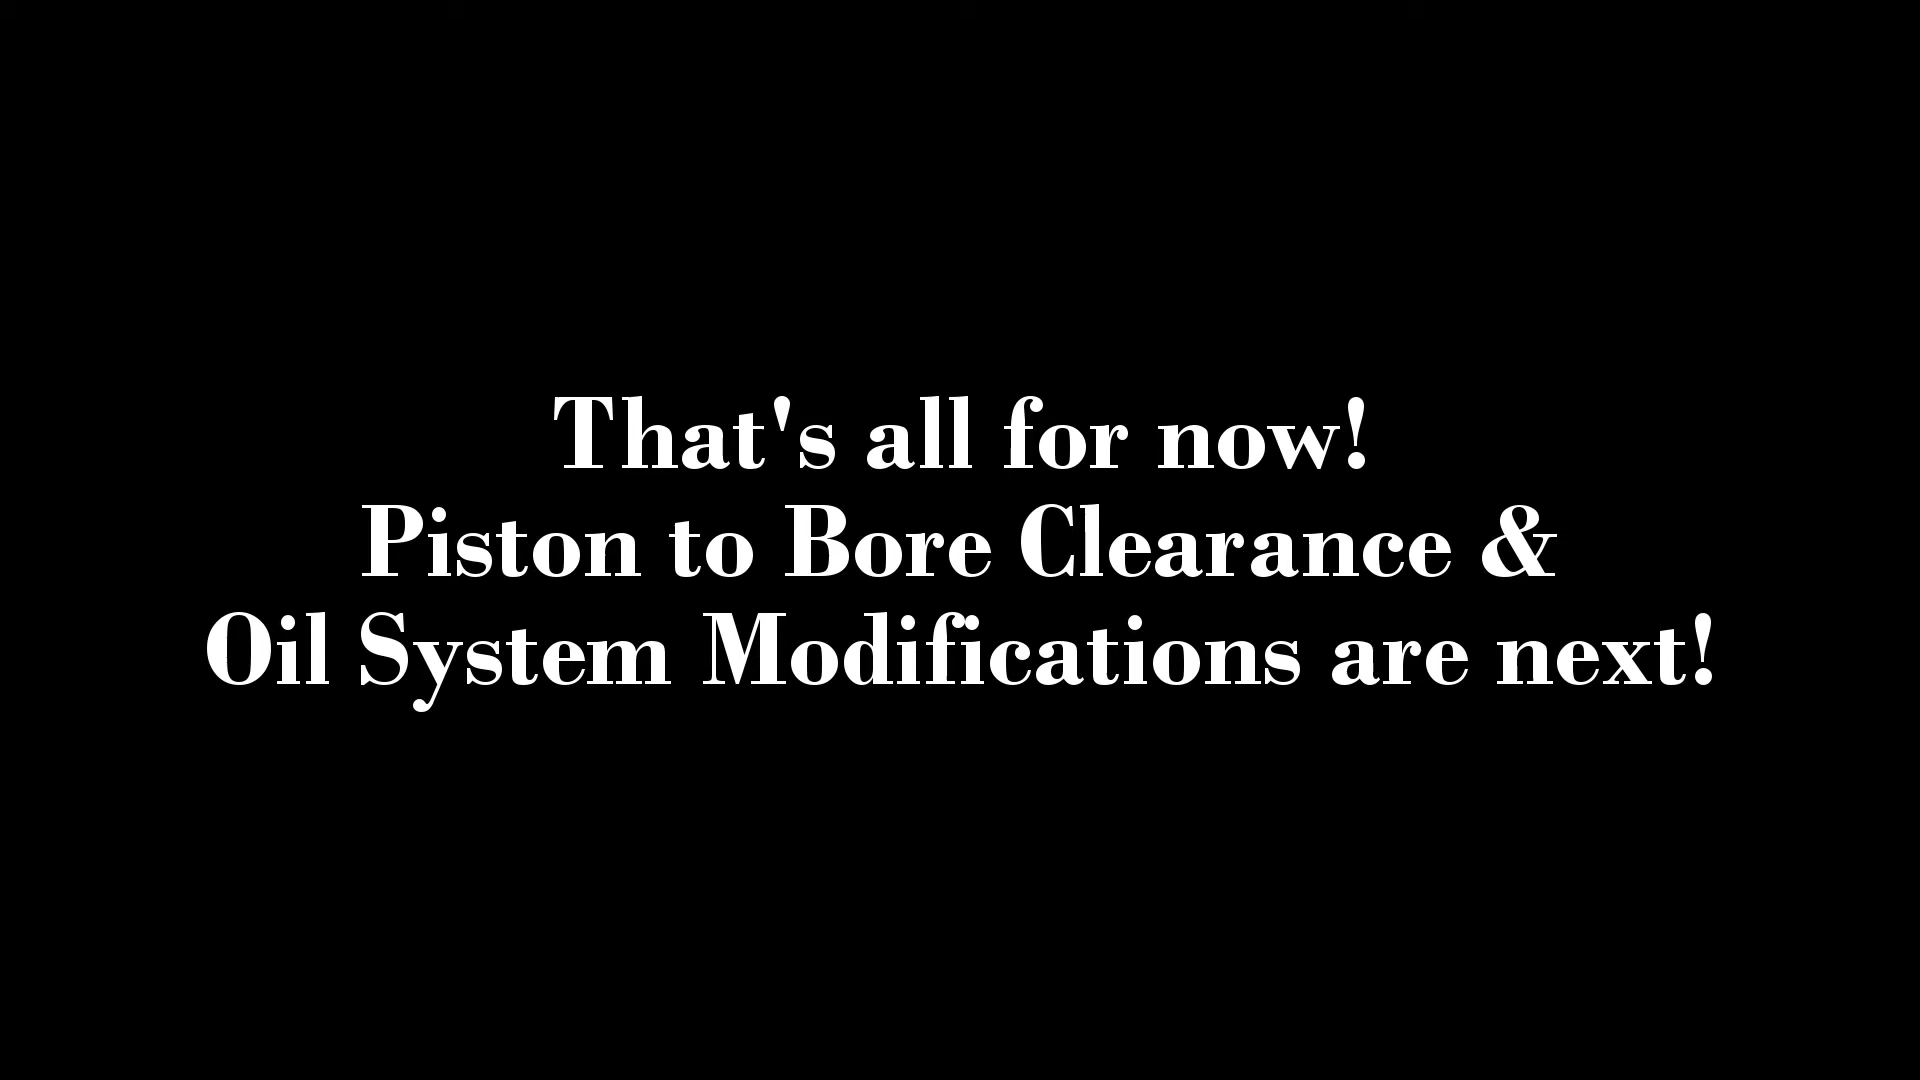 That's all for now!
Piston to Bore Clearance &
Oil System Modifications are next!